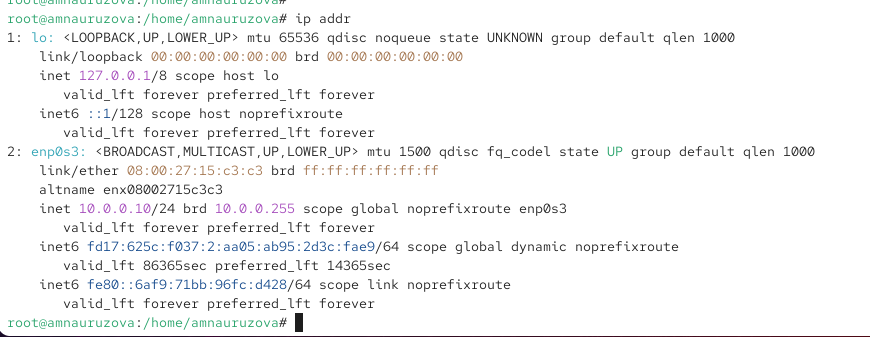 root@amnauruzova:/home/amnauruzova# ip addr
1: lo: <LOOPBACK,UP,LOWER_UP> mtu 65536 qdisc noqueue state UNKNOWN group default qlen 1000
    link/loopback 00:00:00:00:00:00 brd 00:00:00:00:00:00
    inet 127.0.0.1/8 scope host lo
       valid_lft forever preferred_lft forever
    inet6 ::1/128 scope host noprefixroute
       valid_lft forever preferred_lft forever
2: enp0s3: <BROADCAST,MULTICAST,UP,LOWER_UP> mtu 1500 qdisc fq_codel state UP group default qlen 1000
    link/ether 08:00:27:15:c3:c3 brd ff:ff:ff:ff:ff:ff
    altname enx08002715c3c3
    inet 10.0.0.10/24 brd 10.0.0.255 scope global noprefixroute enp0s3
       valid_lft forever preferred_lft forever
    inet6 fd17:625c:f037:2:aa05:ab95:2d3c:fae9/64 scope global dynamic noprefixroute
       valid_lft 86365sec preferred_lft 14365sec
    inet6 fe80::6af9:71bb:96fc:d428/64 scope link noprefixroute
       valid_lft forever preferred_lft forever
root@amnauruzova:/home/amnauruzova#